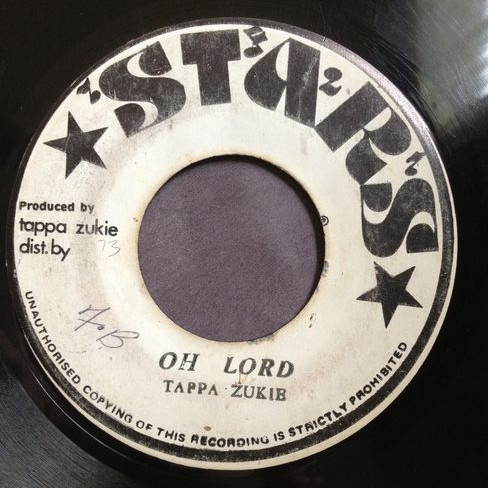 STARS
Produced by
tappa zukie
dist.by 73
F.B
OH LORD
TAPPA ZUKIE
UNAUTHORISED COPYING OF THIS RECORDING IS STRICTLY PROHIBITED